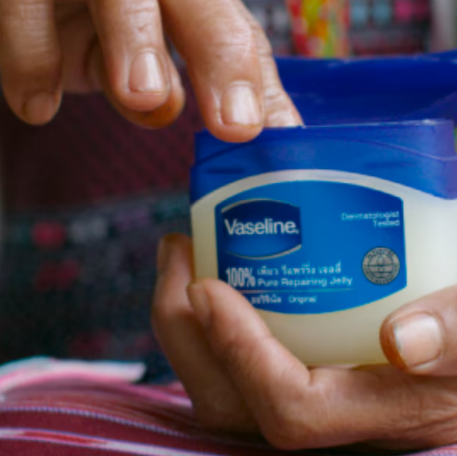 Vaseline.
Dermatologist
Tested
100% เพียว รีแพริ่ง เจลลี่
Pure Repairing Jelly
ออริจินัล Original